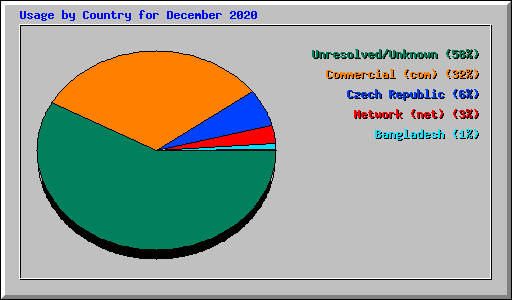 Usage by Country for December 2020
Unresolved/Unknown (58%)
Commercial (com) (32%)
Czech Republic (6%)
Network (net) (3%)
Bangladesh (1%)